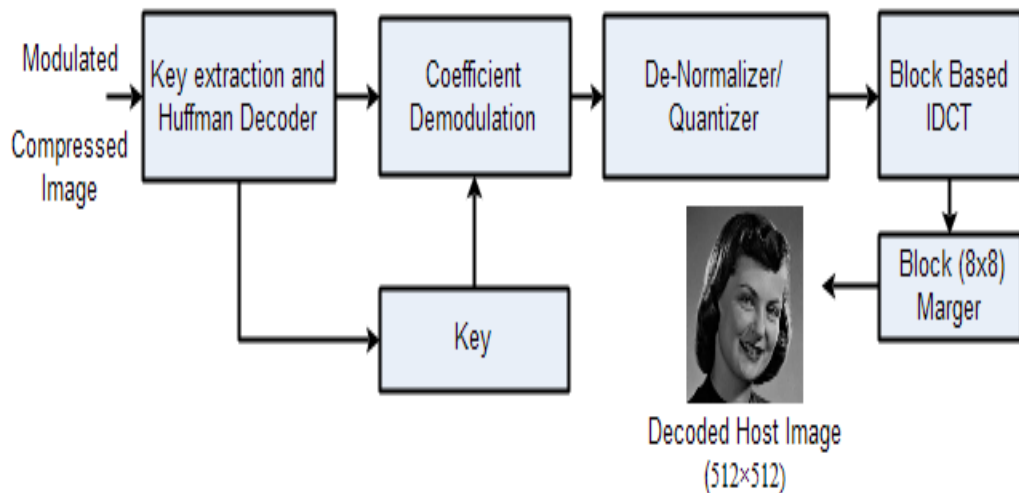 Modulated
Compressed
Image
Key extraction and
Huffman Decoder
Coefficient
Demodulation
De-Normalizer/
Quantizer
Block Based
IDCT
Block (8x8)
Marger
Key
Decoded Host Image
(512×512)